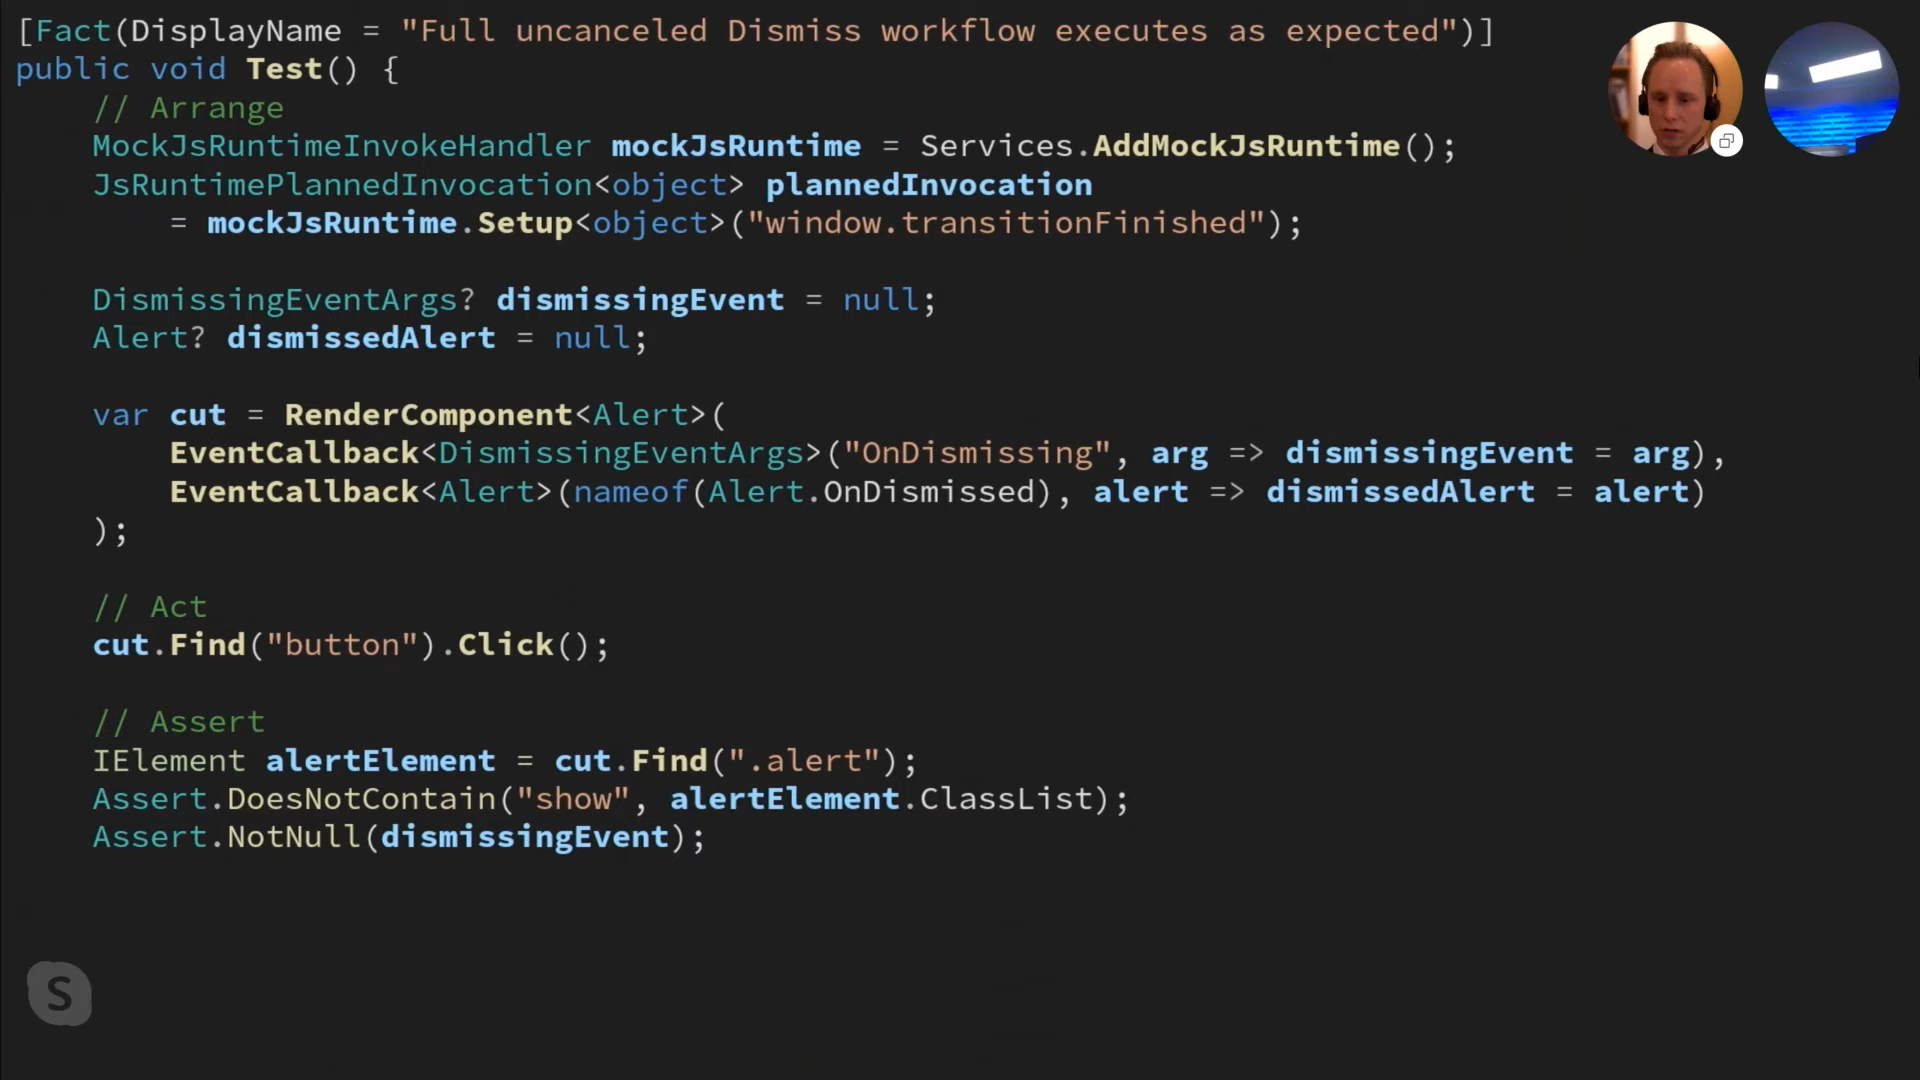 [Fact(DisplayName = "Full uncanceled Dismiss workflow executes as expected")]
public void Test() {
// Arrange
MockJsRuntimeInvokeHandler mockJsRuntime = Services.AddMockJsRuntime();
JsRuntimePlannedInvocation<object> plannedInvocation
= mockJsRuntime.Setup<object>("window.transitionFinished");
DismissingEventArgs? dismissingEvent = null;
Alert? dismissedAlert = null;
var cut = RenderComponent<Alert>(
EventCallback<DismissingEventArgs>("OnDismissing", arg => dismissingEvent = arg),
EventCallback<Alert>(nameof(Alert.OnDismissed), alert => dismissedAlert = alert)
);
// Act
cut.Find("button").Click();
// Assert
IElement alertElement = cut.Find(".alert");
Assert.DoesNotContain("show", alertElement.ClassList);
Assert.NotNull(dismissingEvent);
S